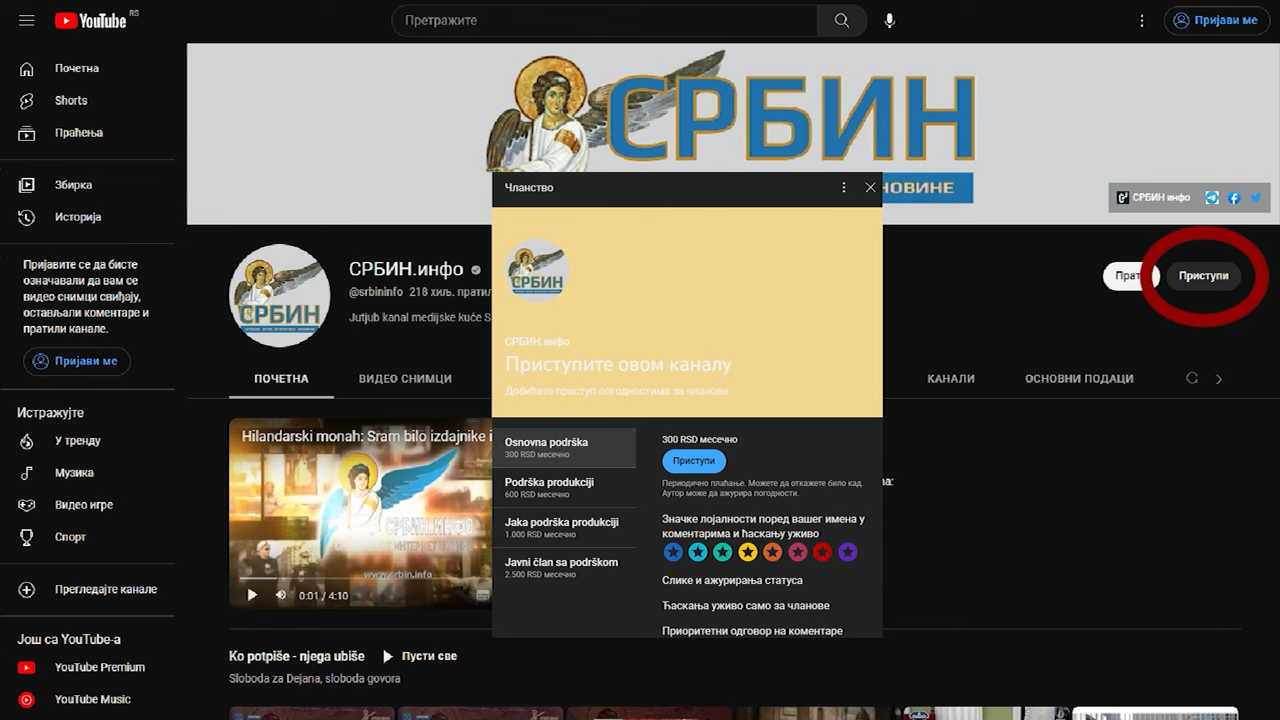 YouTube RS
Претражите
Пријави ме
Почетна
Shorts
Праћења
Збирка
Историја
Пријавите се да бисте
означавали да вам се
видео снимци свиђају,
остављали коментаре и
пратили канале.
Пријави ме
Истражујте
У тренду
Музика
Видео игре
Спорт
Прегледајте канале
Још са YouTube-а
YouTube Premium
YouTube Music
СРБИН
НОВИНЕ
СРБИН инфо
СРБИН
СРБИН.инфо
@srbininfo 218 хиљ. пратил
Jutjub kanal medijske kuće S
Прат
Приступи
ПОЧЕТНА
ВИДЕО СНИМЦИ
КАНАЛИ
ОСНОВНИ ПОДАЦИ
Чланство
СРБИН
СРБИН.инфо
Приступите овом каналу
Добићете приступ погодностима за чланове
Osnovna podrška
300 RSD месечно
Podrška produkciji
600 RSD месечно
Jaka podrška produkciji
1.000 RSD месечно
Javni član sa podrškom
2.500 RSD месечно
300 RSD месечно
Приступи
Периодично плаћање. Можете да откажете било кад.
Аутор може да ажурира погодности.
Значке лојалности поред вашег имена у
коментарима и ћаскању уживо
Слике и ажурирања статуса
Ћаскања уживо само за чланове
Приоритетни одговор на коментаре
Hilandarski monah: Sram bilo izdajnike i
СРБИН.ИНФО
www.srbin.info
0:01 / 4:10
Ko potpiše - njega ubiše
Пусти све
Sloboda za Dejana, sloboda govora